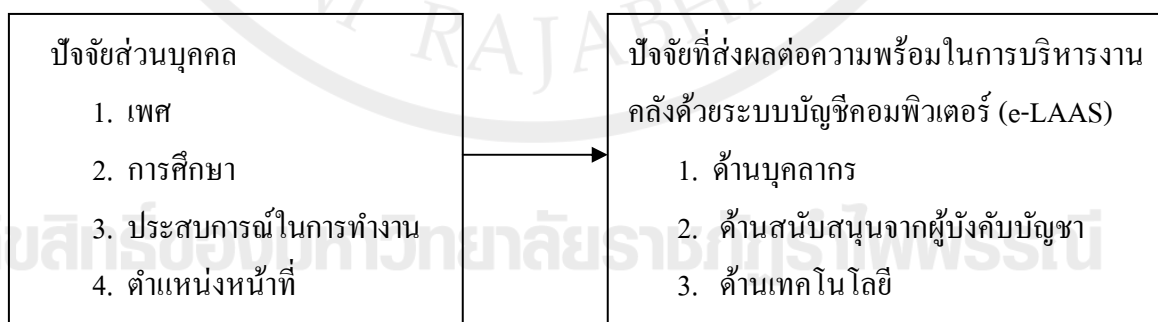 M RAJABH
ปัจจัยส่วนบุคคล
1. เพศ
2. การศึกษา
3. ประสบการณ์ในการทำงาน
4. ตำแหน่งหน้าที่
ปัจจัยที่ส่งผลต่อความพร้อมในการบริหารงาน
คลังด้วยระบบบัญชีคอมพิวเตอร์ (e-LAAS)
1. ด้านบุคลากร
2. ด้านสนับสนุนจากผู้บังคับบัญชา
3. ด้านเทคโนโลยี